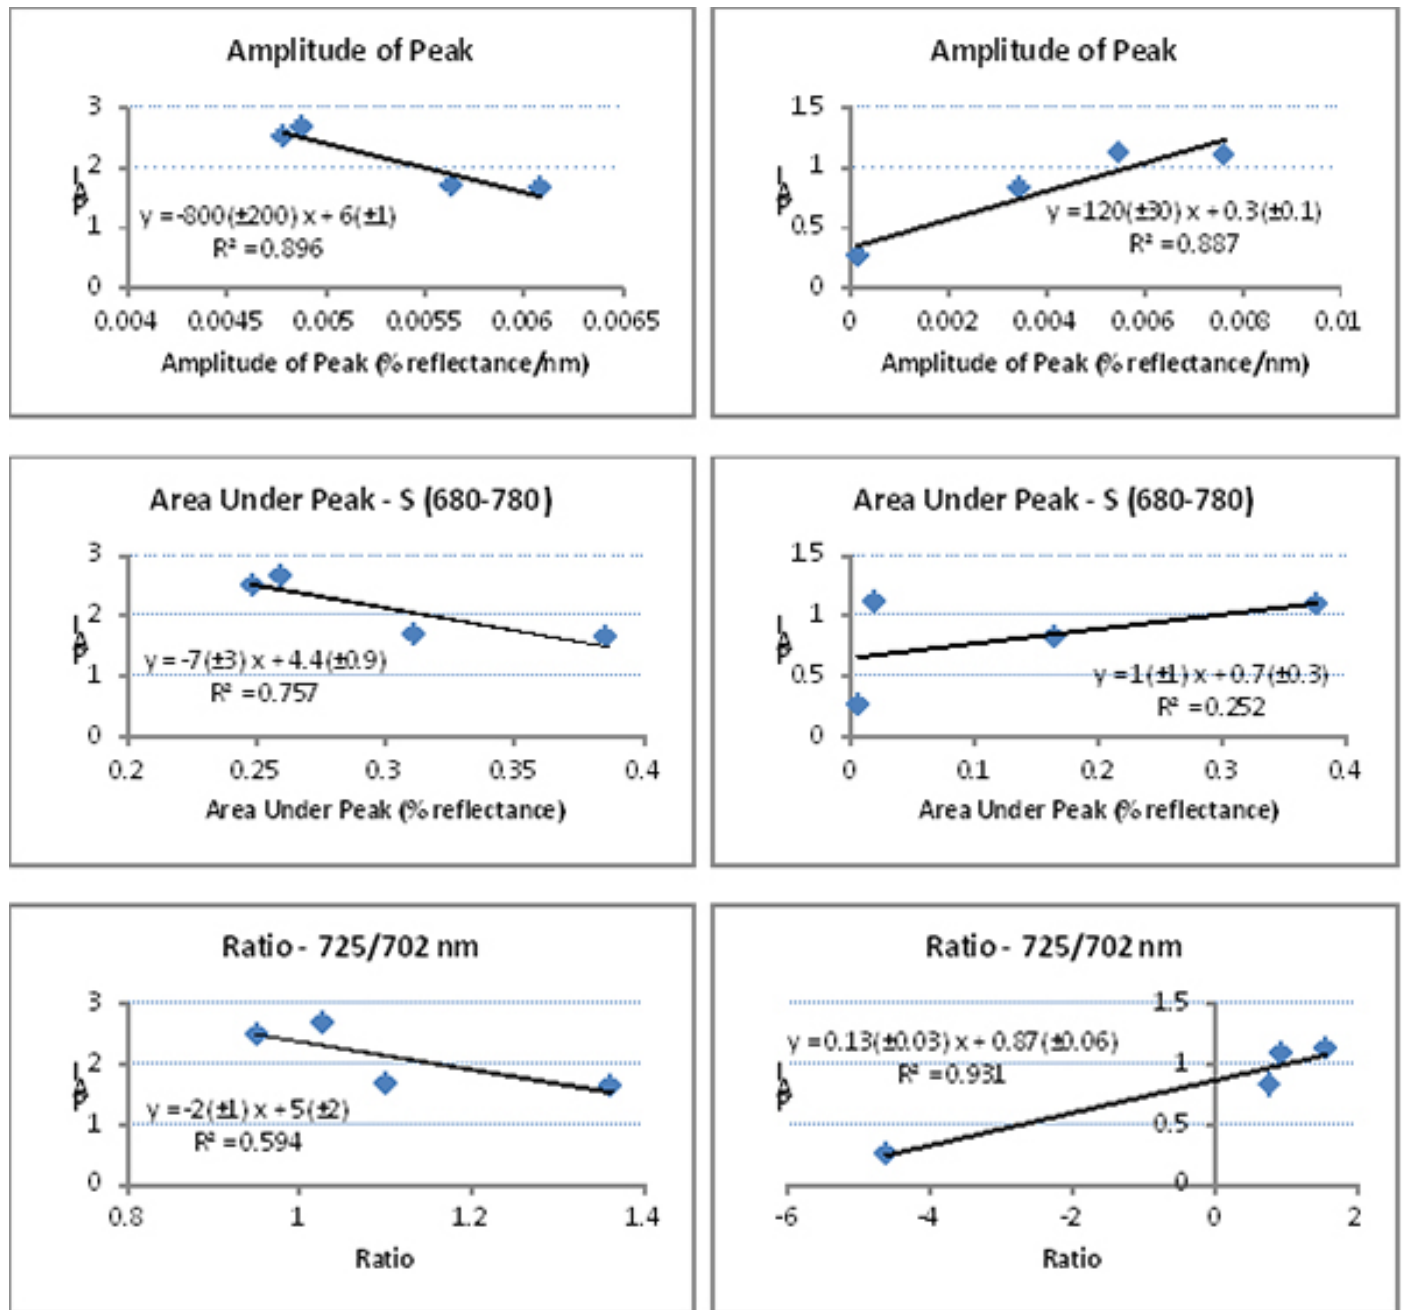 Amplitude of Peak
3
2
1
0
LAI
y = -800(±200) x + 6(±1)
R² = 0.896
0.004 0.0045 0.005 0.0055 0.006 0.0065
Amplitude of Peak (% reflectance/nm)
Amplitude of Peak
1.5
1
0.5
0
LAI
y = 120(±30) x + 0.3(±0.1)
R² = 0.887
0 0.002 0.004 0.006 0.008 0.01
Amplitude of Peak (% reflectance/nm)
Area Under Peak - S (680-780)
3
2
1
0
LAI
y = -7(±3) x + 4.4(±0.9)
R² = 0.757
0.2 0.25 0.3 0.35 0.4
Area Under Peak (% reflectance)
Area Under Peak - S (680-780)
1.5
1
0.5
0
LAI
y = 1(±1) x + 0.7(±0.3)
R² = 0.252
0 0.1 0.2 0.3 0.4
Area Under Peak (% reflectance)
Ratio - 725/702 nm
3
2
1
0
LAI
y = -2(±1) x + 5(±2)
R² = 0.594
0.8 1 1.2 1.4
Ratio
Ratio - 725/702 nm
1.5
1
0.5
0
LAI
y = 0.13(±0.03) x + 0.87(±0.06)
R² = 0.931
-6 -4 -2 0 2
Ratio